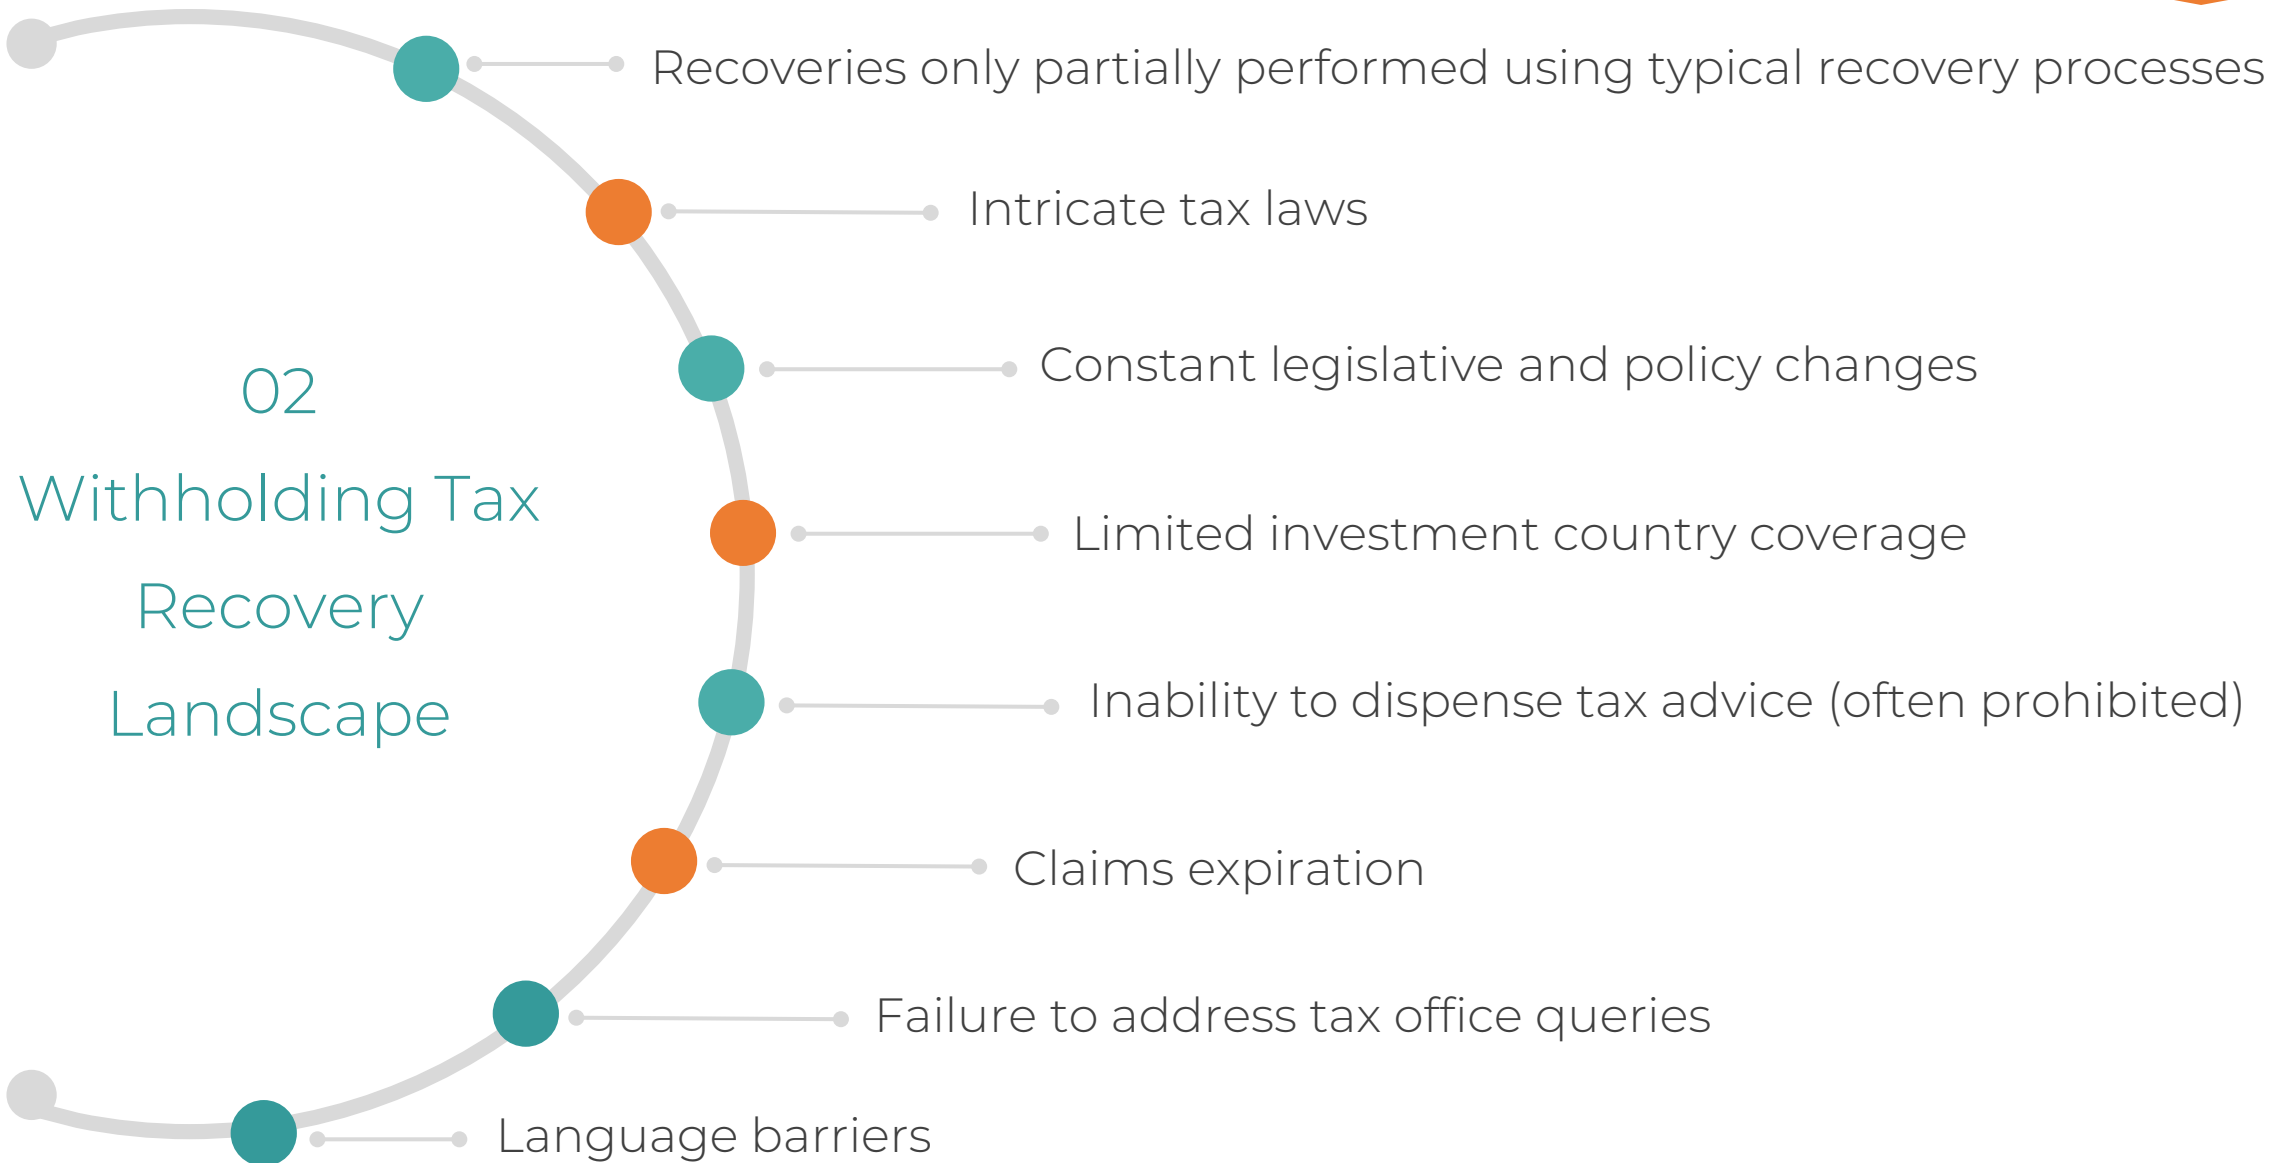 Recoveries only partially performed using typical recovery processes
Intricate tax laws
Constant legislative and policy changes
02
Withholding Tax
Recovery
Landscape
Limited investment country coverage
Inability to dispense tax advice (often prohibited)
Claims expiration
Failure to address tax office queries
Language barriers